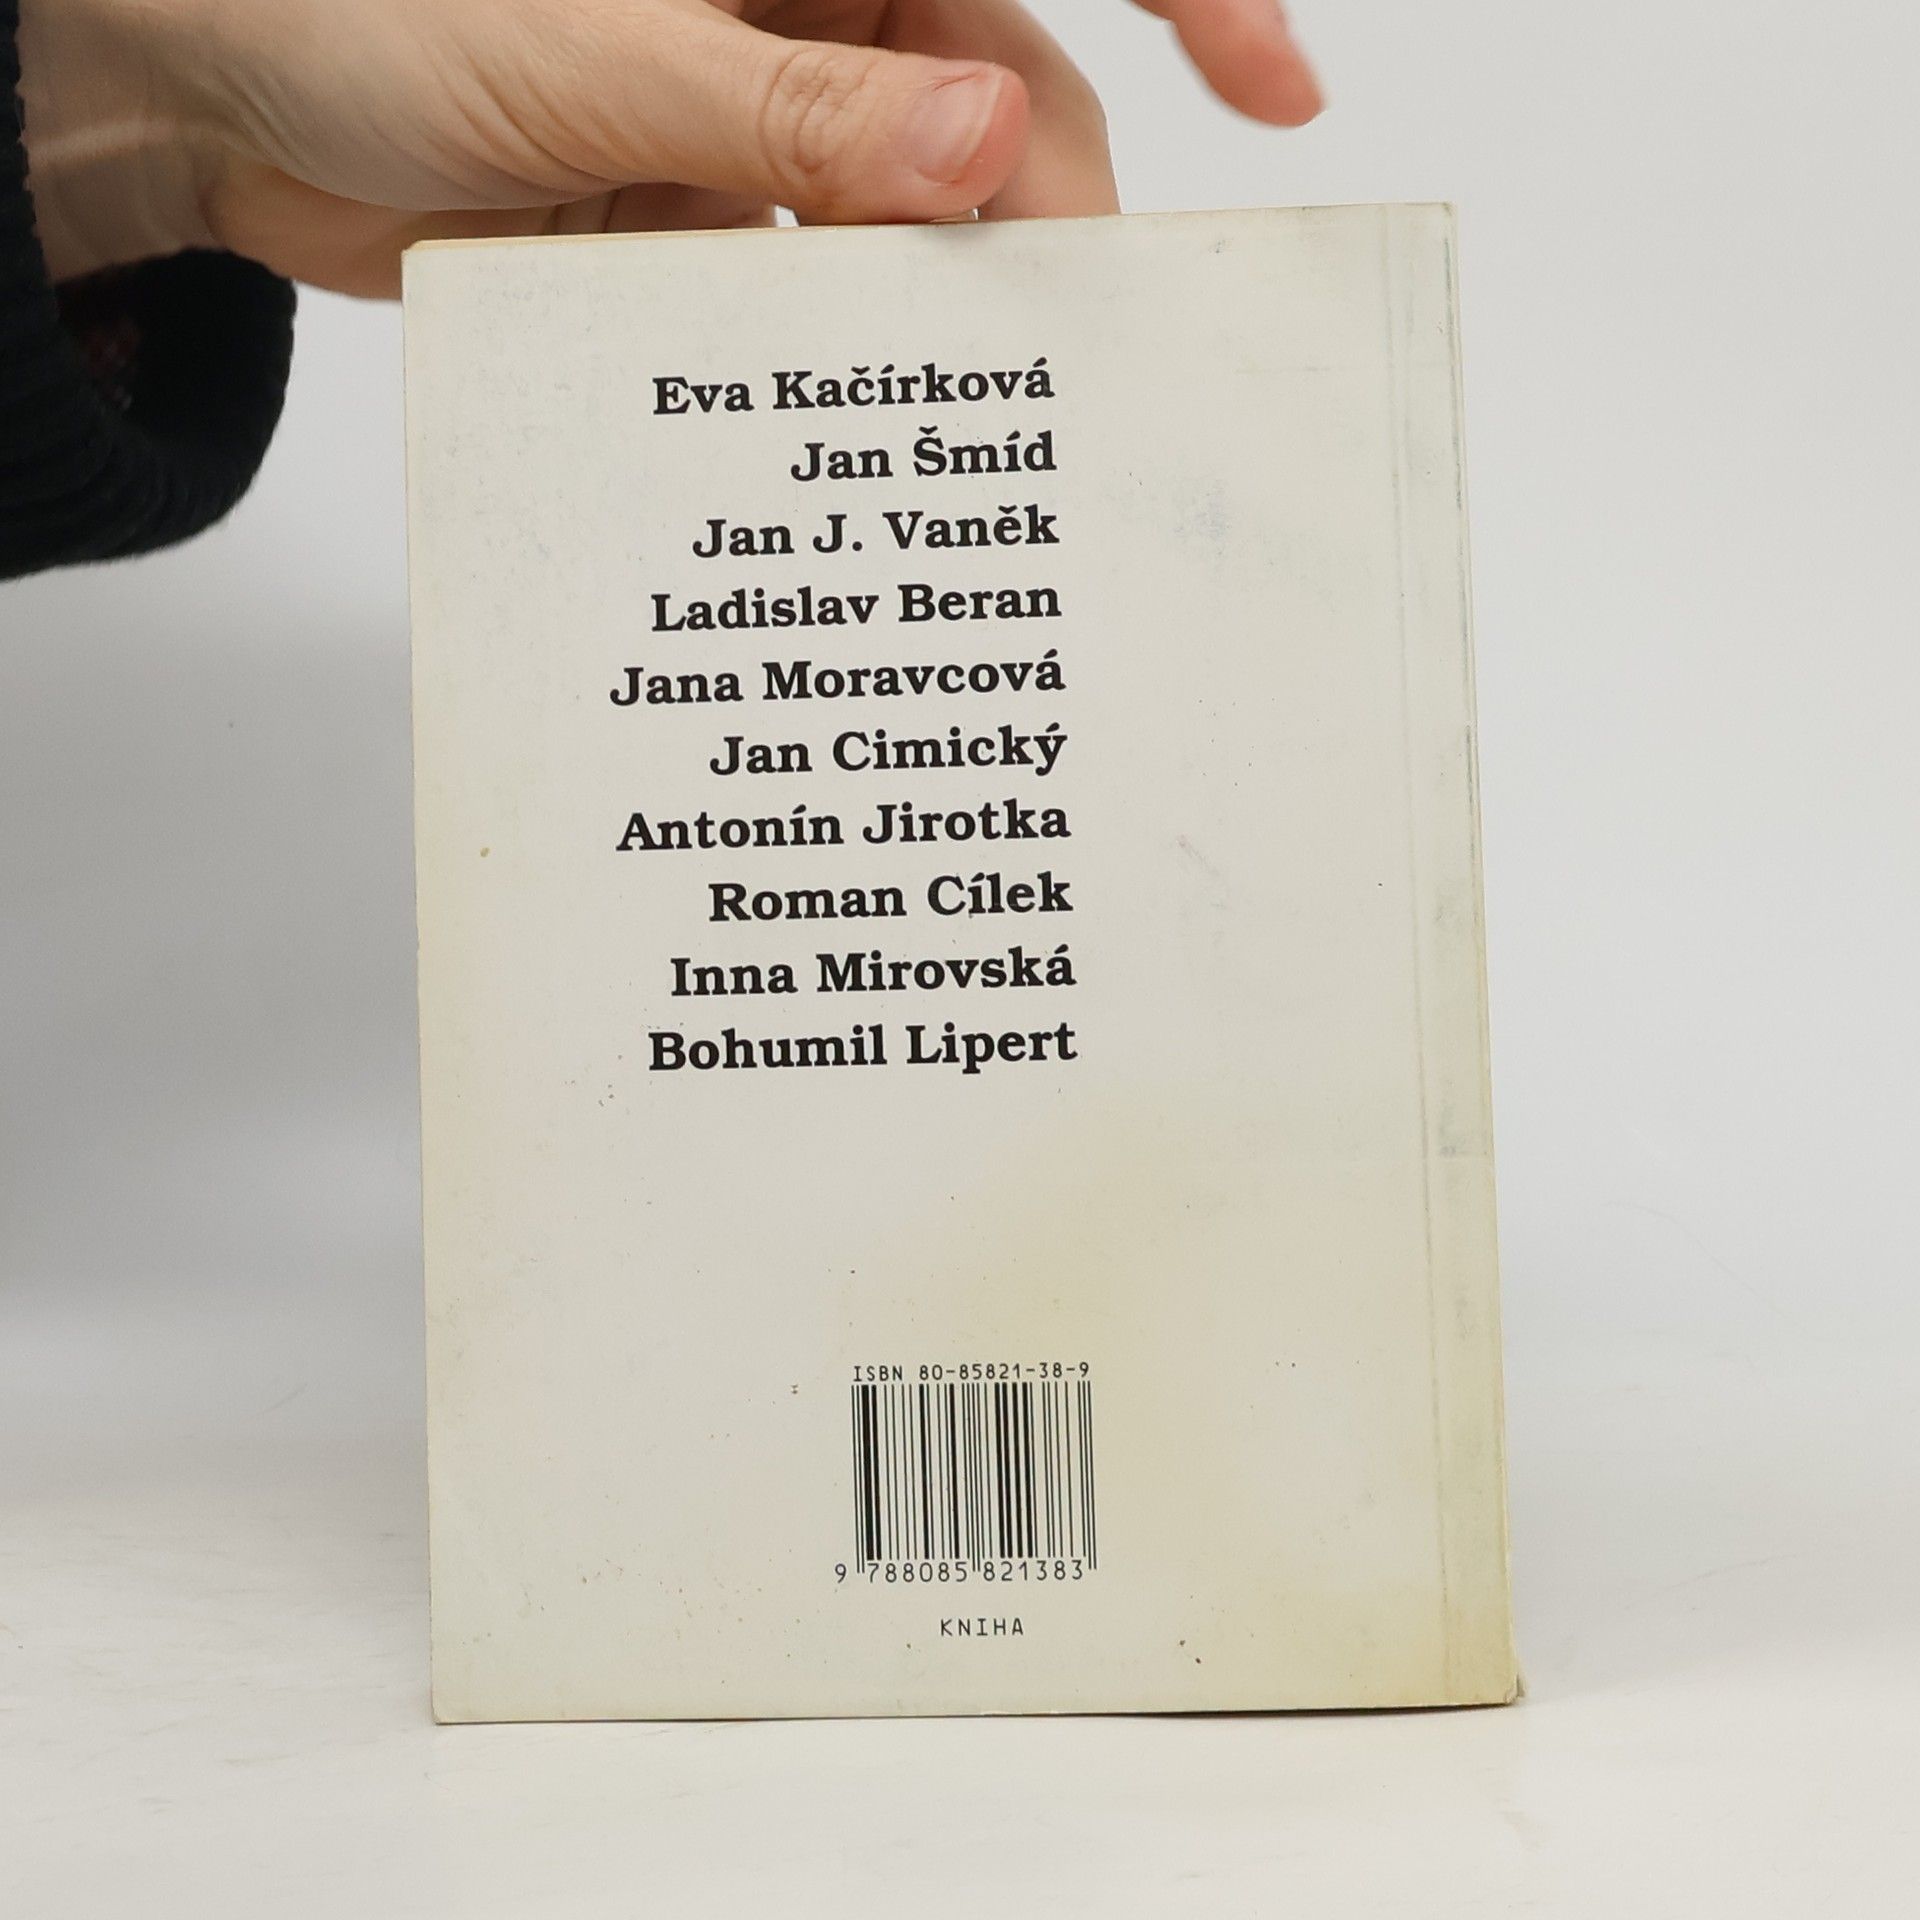 Eva Kačírková
Jan Šmíd
Jan J. Vaněk
Ladislav Beran
Jana Moravcová
Jan Cimický
Antonín Jirotka
Roman Cílek
Inna Mirovská
Bohumil Lipert
ISBN 80-85821-38-9
9 788085 821383
KNIHA